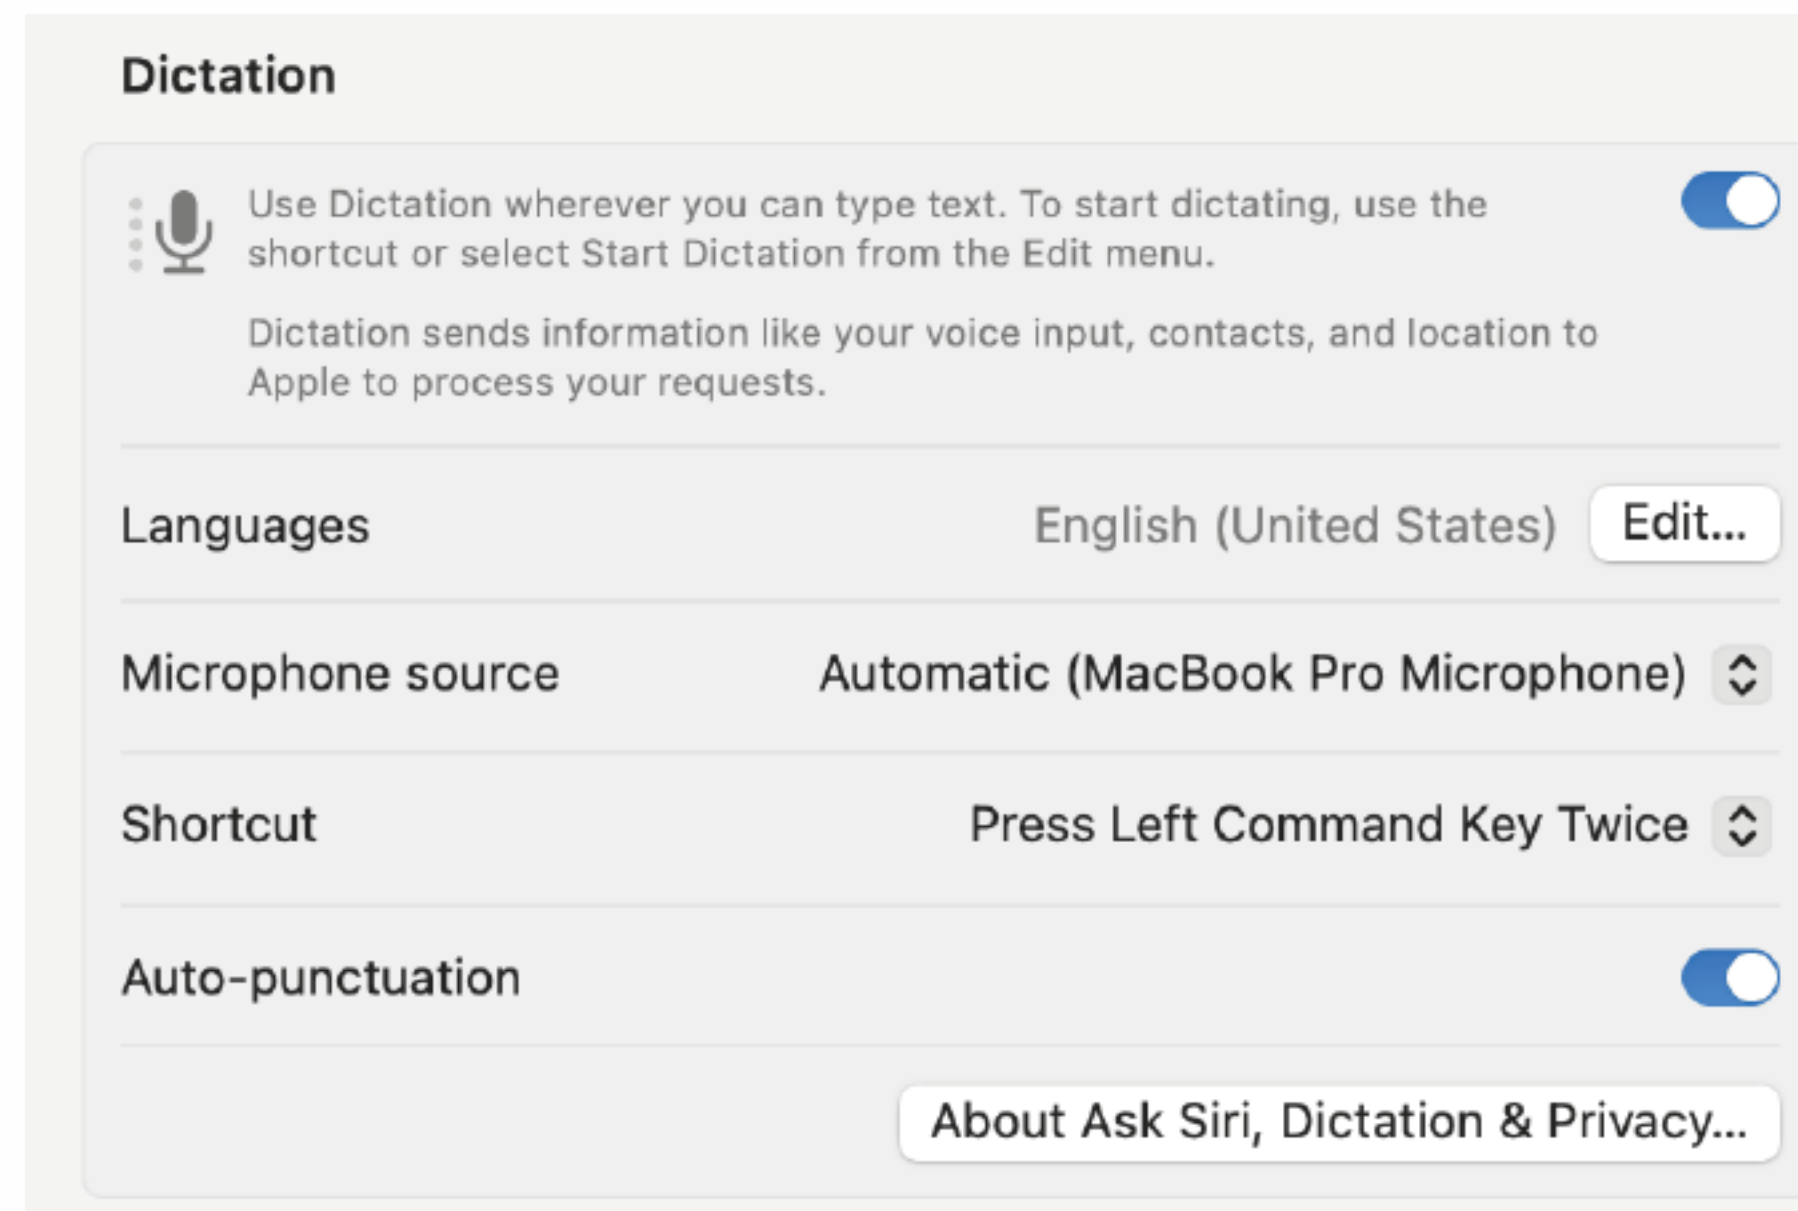 Dictation
Use Dictation wherever you can type text. To start dictating, use the
shortcut or select Start Dictation from the Edit menu.
Dictation sends information like your voice input, contacts, and location to
Apple to process your requests.
Languages English (United States) Edit...
Microphone source Automatic (MacBook Pro Microphone)
Shortcut Press Left Command Key Twice
Auto-punctuation
About Ask Siri, Dictation & Privacy...